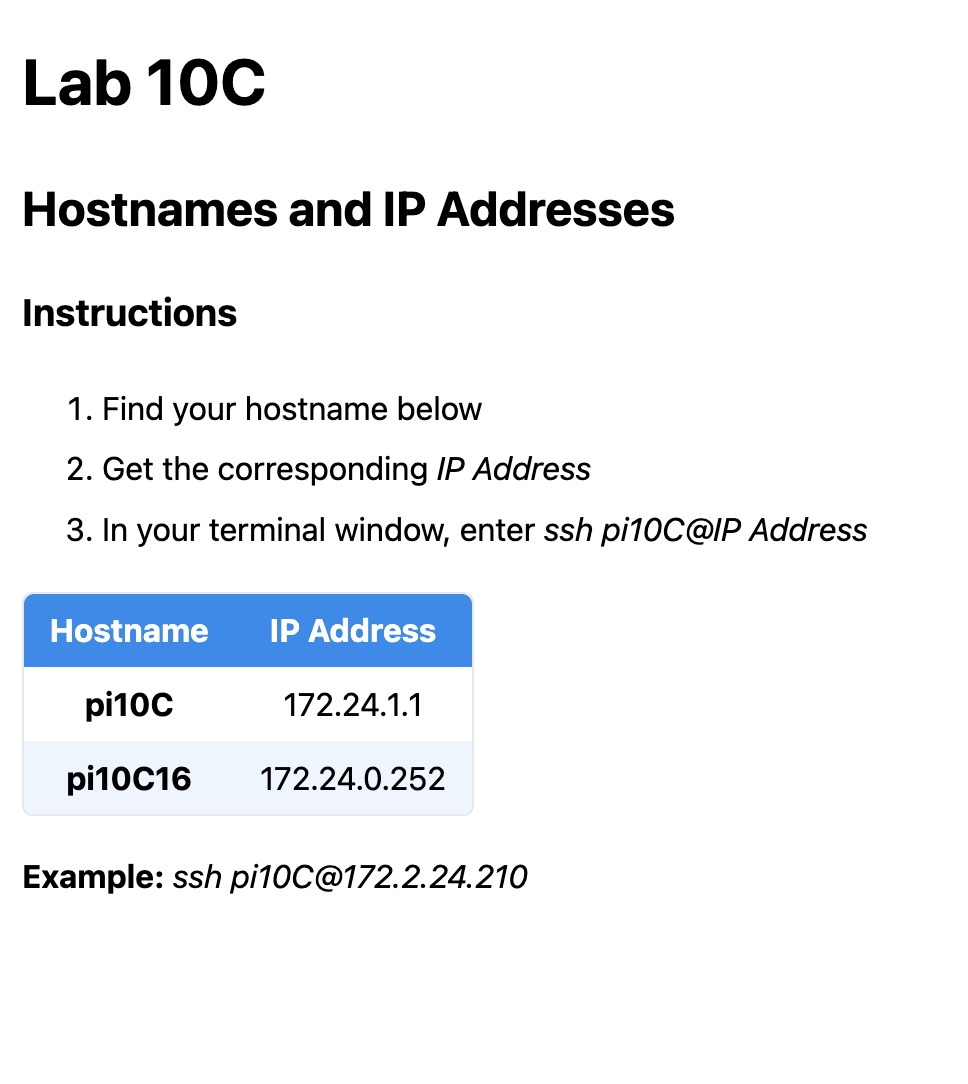 Lab 10C
Hostnames and IP Addresses
Instructions
1. Find your hostname below
2. Get the corresponding IP Address
3. In your terminal window, enter ssh pi10C@IP Address
Hostname IP Address
pi10C 172.24.1.1
pi10C16 172.24.0.252
Example: ssh pi10C@172.2.24.210